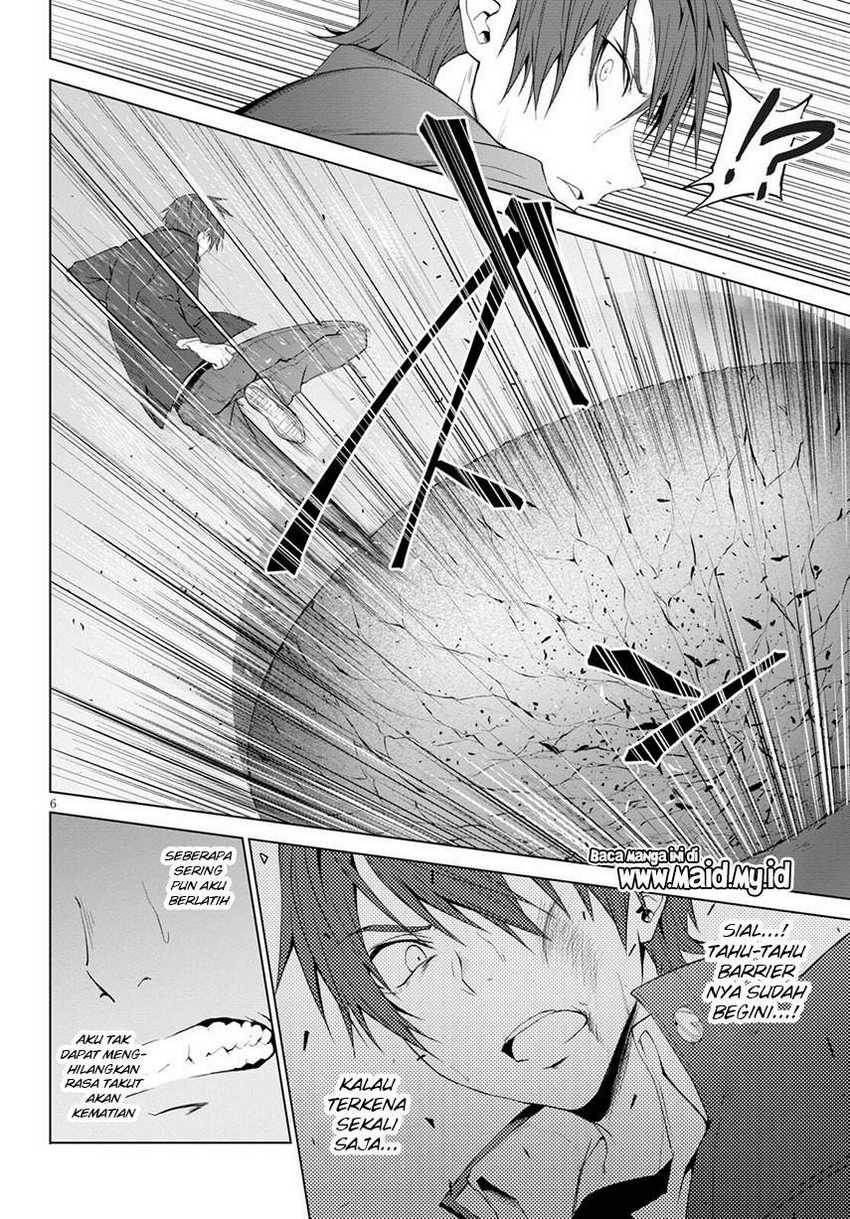 !?
6
Baca Manga ini di
www.Maid.My.id
SIAL...!
TAHU-TAHU
BARRIER
NYA SUDAH
BEGINI...!
KALAU
TERKENA
SEKALI
SAJA...
SEBERAPA
SERING
PUN AKU
BERLATIH
AKU TAK
DAPAT MENG-
HILANGKAN
RASA TAKUT
AKAN
KEMATIAN